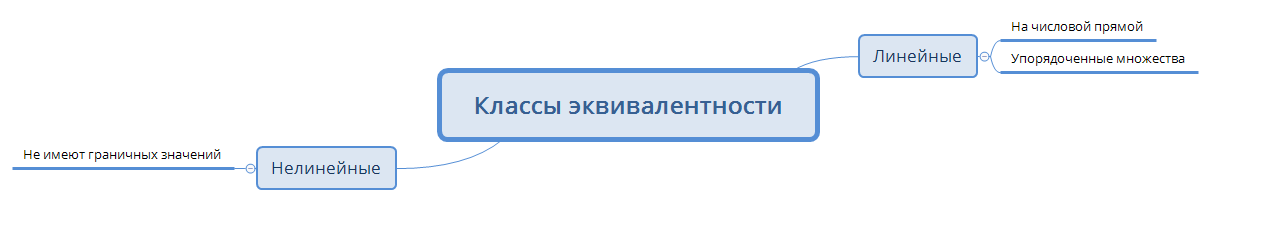 На числовой прямой
Линейные
Упорядоченные множества
Классы эквивалентности
Не имеют граничных значений
Нелинейные